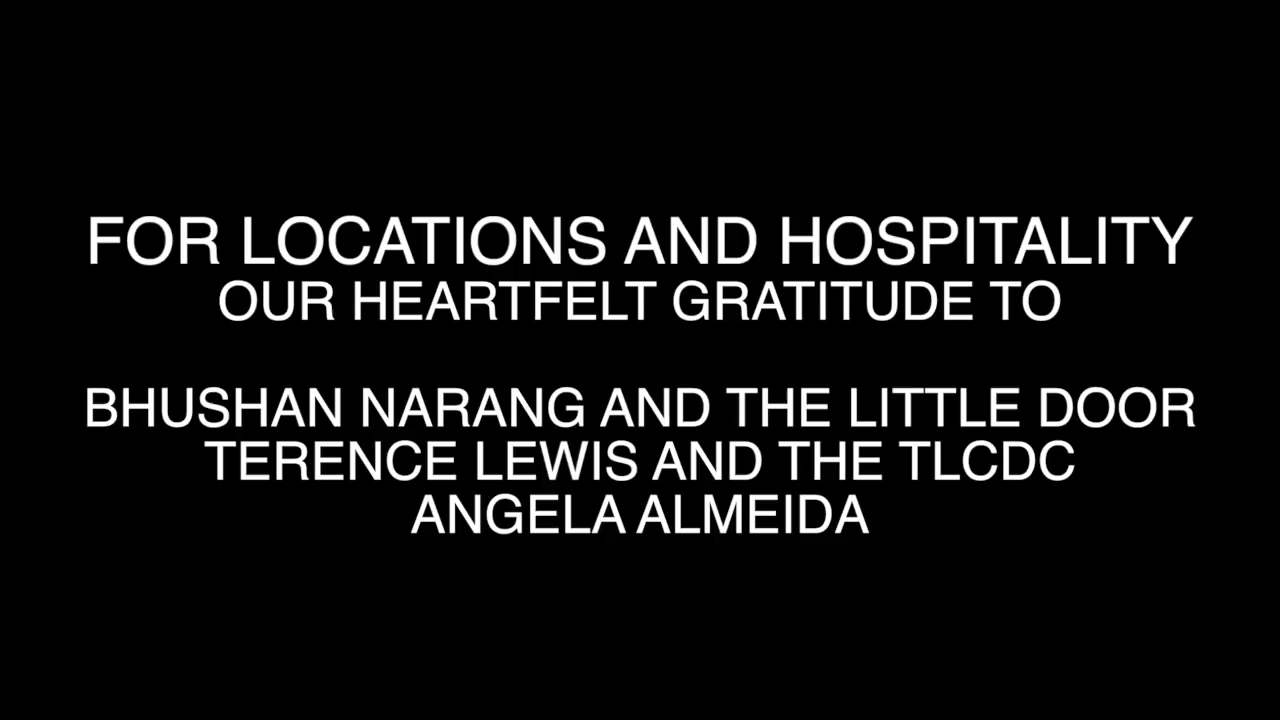 FOR LOCATIONS AND HOSPITALITY
OUR HEARTFELT GRATITUDE TO
BHUSHAN NARANG AND THE LITTLE DOOR
TERENCE LEWIS AND THE TLCDC
ANGELA ALMEIDA